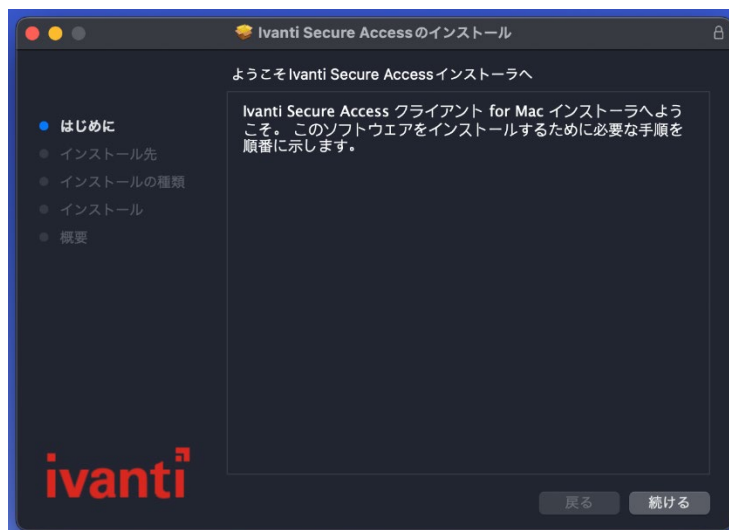 Ivanti Secure Accessのインストール
ようこそIvanti Secure Accessインストーラへ
はじめに
インストール先
インストールの種類
インストール
概要
Ivanti Secure Access クライアント for Mac インストーラへよう
こそ。 このソフトウエアをインストールするために必要な手順を
順番に示します。
ivanti
戻る
続ける